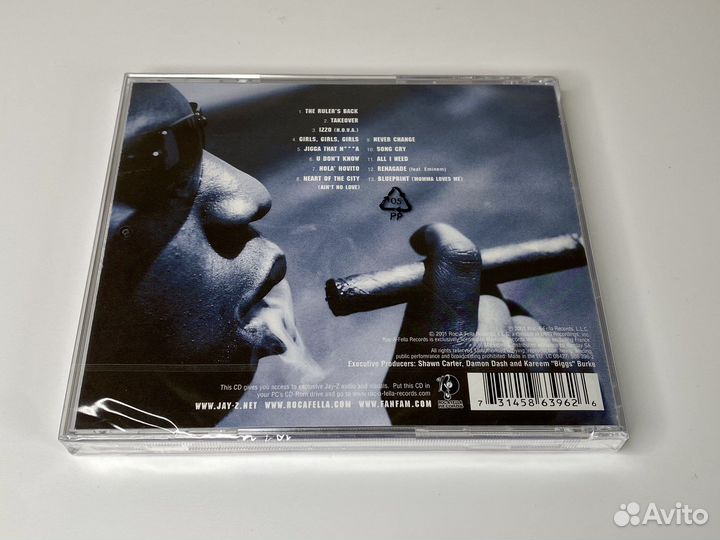 1. THE RULER'S BACK
2. TAKEOVER
3. IZZO (H.O.V.A.)
4. GIRLS, GIRLS, GIRLS
5. JIGGA THAT N***A
6. U DON'T KNOW
7. HOLA' HOVITO
8. HEART OF THE CITY
(AIN'T NO LOVE)
9. NEVER CHANGE
10. SONG CRY
11. ALL I NEED
12. RENAGADE (feat. Eminem)
13. BLUEPRINT (MOMMA LOVES ME)
05
PP
© 2001 Roc-A-Fella Records, L.L.C.
Executive Producers: Shawn Carter, Damon Dash and Kareem "Biggs" Burke
This CD gives you access to exclusive Jay-Z audio and visuals. Put this CD in
your PC's CD-Rom drive and go to www.roc-a-fella-records.com.
WWW.JAY-Z.NET WWW.ROCAFELLA.COM WWW.FANFAM.COM
7 31458 63962 6
Avito